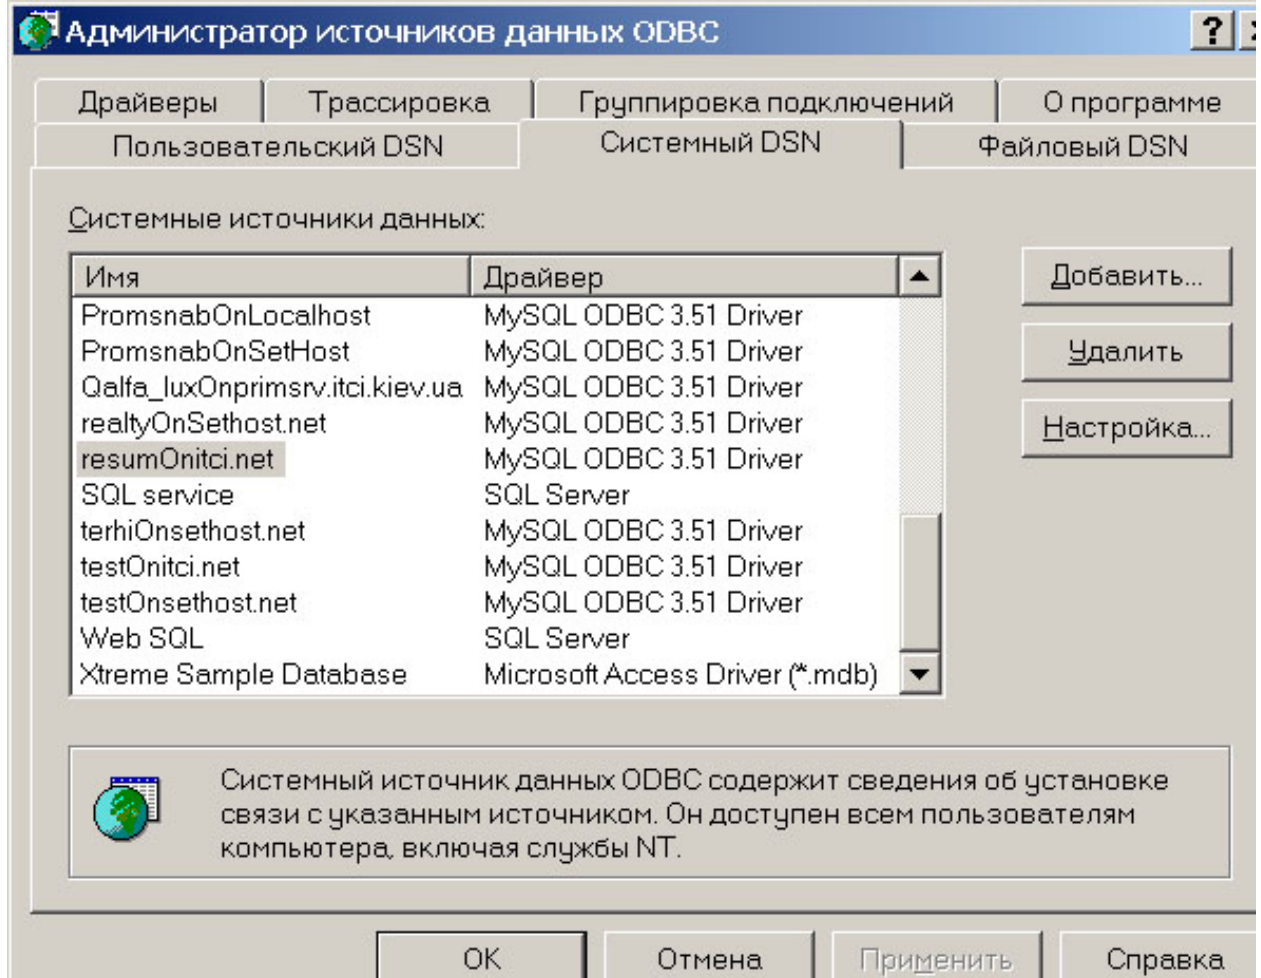 Администратор источников данных ODBC
Драйверы Трассировка Группировка подключений О программе
Пользовательский DSN Системный DSN Файловый DSN
Системные источники данных:
Имя Драйвер
PromsnabOnLocalhost MySQL ODBC 3.51 Driver
PromsnabOnSetHost MySQL ODBC 3.51 Driver
Qalfa_luxOnprimsrv.itci.kiev.ua MySQL ODBC 3.51 Driver
realtyOnSethost.net MySQL ODBC 3.51 Driver
resumOnitci.net MySQL ODBC 3.51 Driver
SQL service SQL Server
terhiOnsethost.net MySQL ODBC 3.51 Driver
testOnitci.net MySQL ODBC 3.51 Driver
testOnsethost.net MySQL ODBC 3.51 Driver
Web SQL SQL Server
Xtreme Sample Database Microsoft Access Driver (*.mdb)
Добавить...
Удалить
Настройка...
Системный источник данных ODBC содержит сведения об установке
связи с указанным источником. Он доступен всем пользователям
компьютера, включая службы NT.
OK Отмена Применить Справка